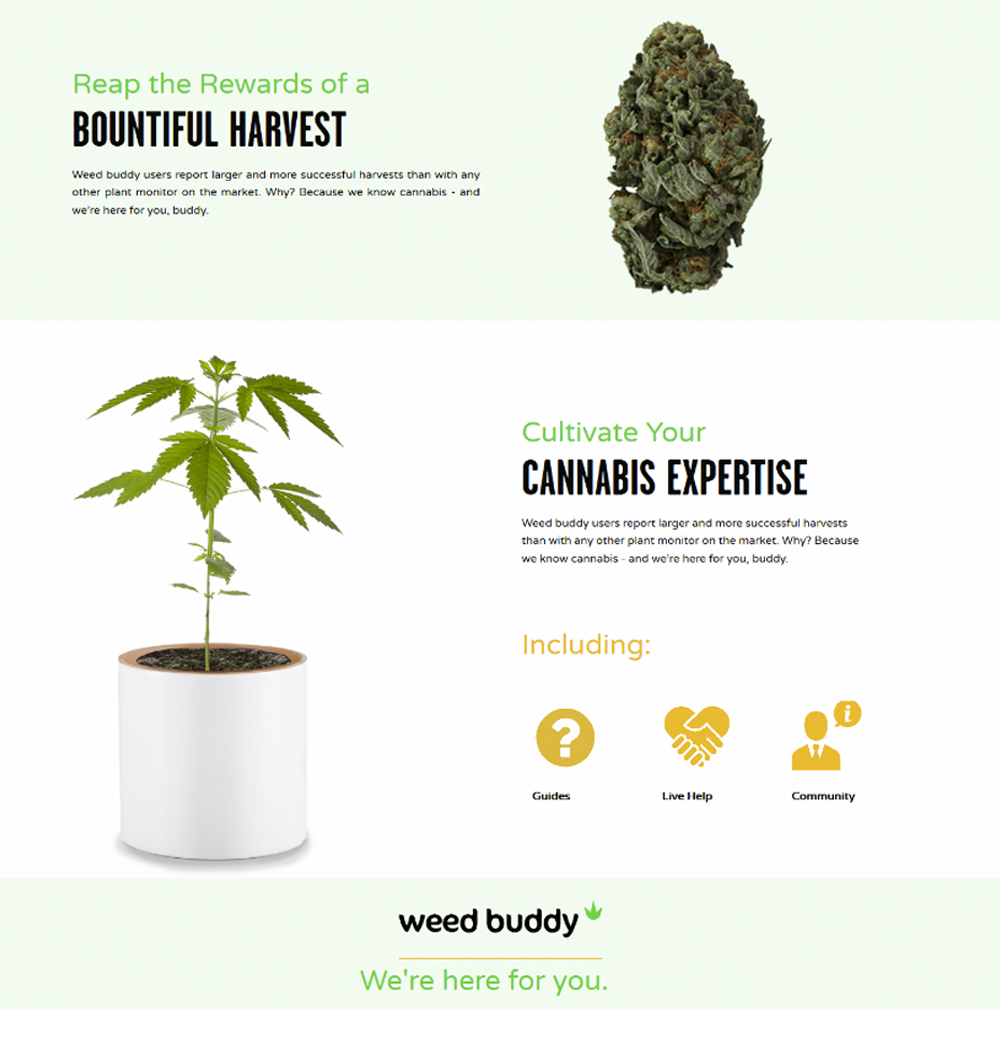 Reap the Rewards of a
BOUNTIFUL HARVEST
Weed buddy users report larger and more successful harvests than with any
other plant monitor on the market. Why? Because we know cannabis - and
we're here for you, buddy.
Cultivate Your
CANNABIS EXPERTISE
Weed buddy users report larger and more successful harvests
than with any other plant monitor on the market. Why? Because
we know cannabis - and we're here for you, buddy.
Including:
i
?
Guides
Live Help
Community
weed buddy
We're here for you.